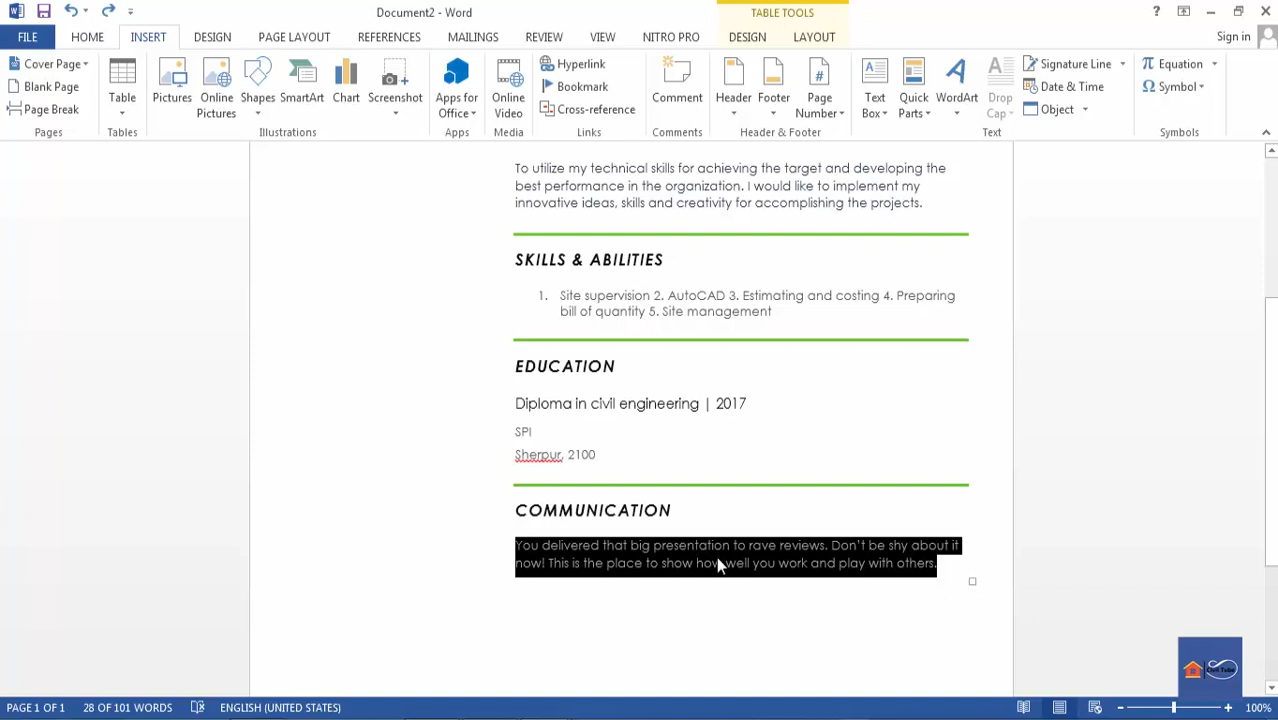 Document2 - Word
TABLE TOOLS
?
FILE
HOME
INSERT
DESIGN
PAGE LAYOUT
REFERENCES
MAILINGS
REVIEW
VIEW
NITRO PRO
DESIGN
LAYOUT
Sign in
Cover Page
Blank Page
Page Break
Pages
Table
Tables
Pictures
Online Pictures
Shapes
SmartArt
Chart
Screenshot
Illustrations
Apps for Office
Apps
Online Video
Media
Hyperlink
Bookmark
Cross-reference
Links
Comment
Comments
Header
Footer
Page Number
Header & Footer
Text Box
Quick Parts
WordArt
Drop Cap
Signature Line
Date & Time
Object
Text
Equation
Symbol
Symbols
To utilize my technical skills for achieving the target and developing the
best performance in the organization. I would like to implement my
innovative ideas, skills and creativity for accomplishing the projects.
SKILLS & ABILITIES
1. Site supervision 2. AutoCAD 3. Estimating and costing 4. Preparing
bill of quantity 5. Site management
EDUCATION
Diploma in civil engineering | 2017
SPI
Sherpur, 2100
COMMUNICATION
You delivered that big presentation to rave reviews. Don't be shy about it
now! This is the place to show how well you work and play with others.
Civil Tube
PAGE 1 OF 1
28 OF 101 WORDS
ENGLISH (UNITED STATES)
100%